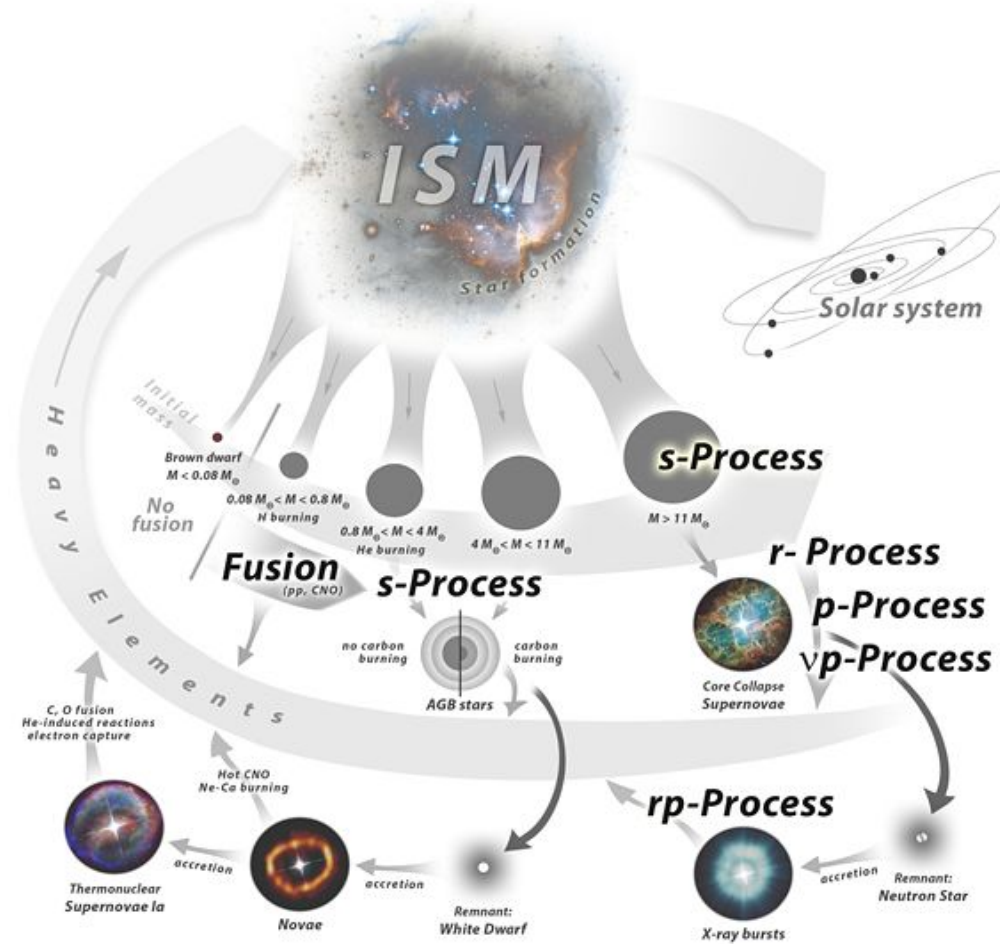 ISM
Star formation
Solar system
Initial
mass
Brown dwarf
M < 0.08 M⊙
No
fusion
0.08 M⊙< M < 0.8 M⊙
H burning
0.8 M⊙< M < 4 M⊙
He burning
4 M⊙< M < 11 M⊙
M > 11 M⊙
s-Process
Fusion
(pp, CNO)
s-Process
r- Process
p-Process
νp-Process
no carbon
burning
carbon
burning
AGB stars
Core Collapse
Supernovae
Heavy Elements
C, O fusion
He-induced reactions
electron capture
Hot CNO
Ne-Ca burning
rp-Process
Thermonuclear
Supernovae Ia
accretion
Novae
accretion
Remnant:
White Dwarf
X-ray bursts
accretion
Remnant:
Neutron Star